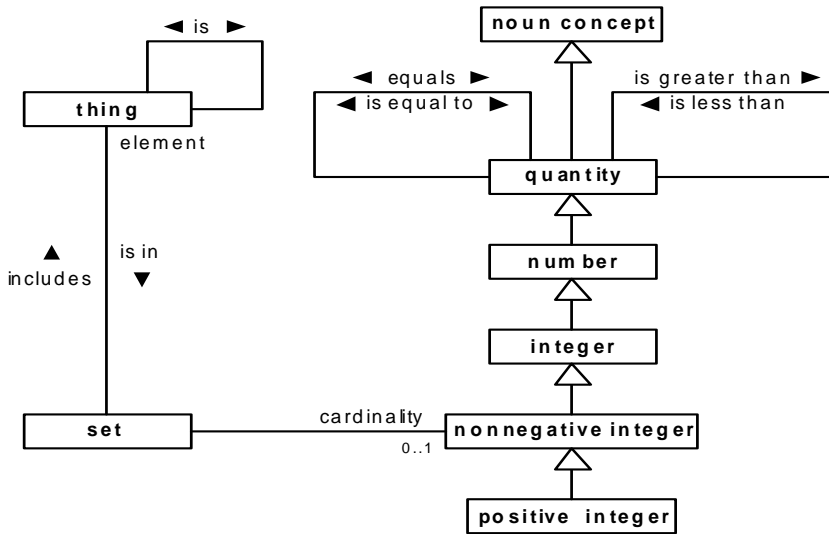 noun concept
◄ is ►
◄ equals ►
is greater than ►
◄ is equal to ►
◄ is less than
thing
element
quantity
▲
is in
number
includes
▼
integer
cardinality
set
nonnegative integer
0..1
positive integer